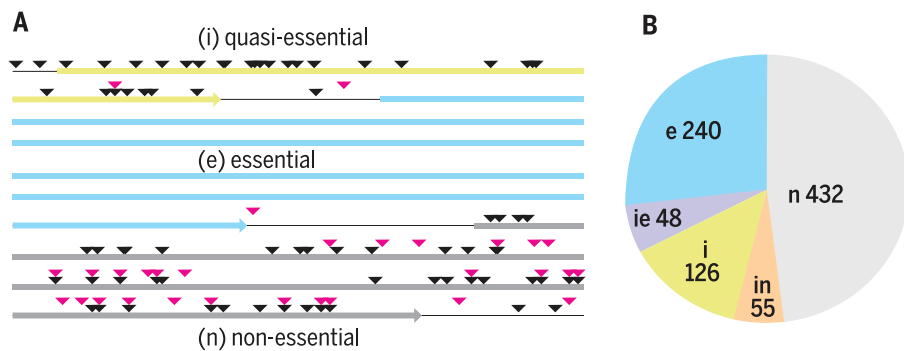 A
(i) quasi-essential
(e) essential
(n) non-essential
B
e 240
n 432
ie 48
i
126
in
55